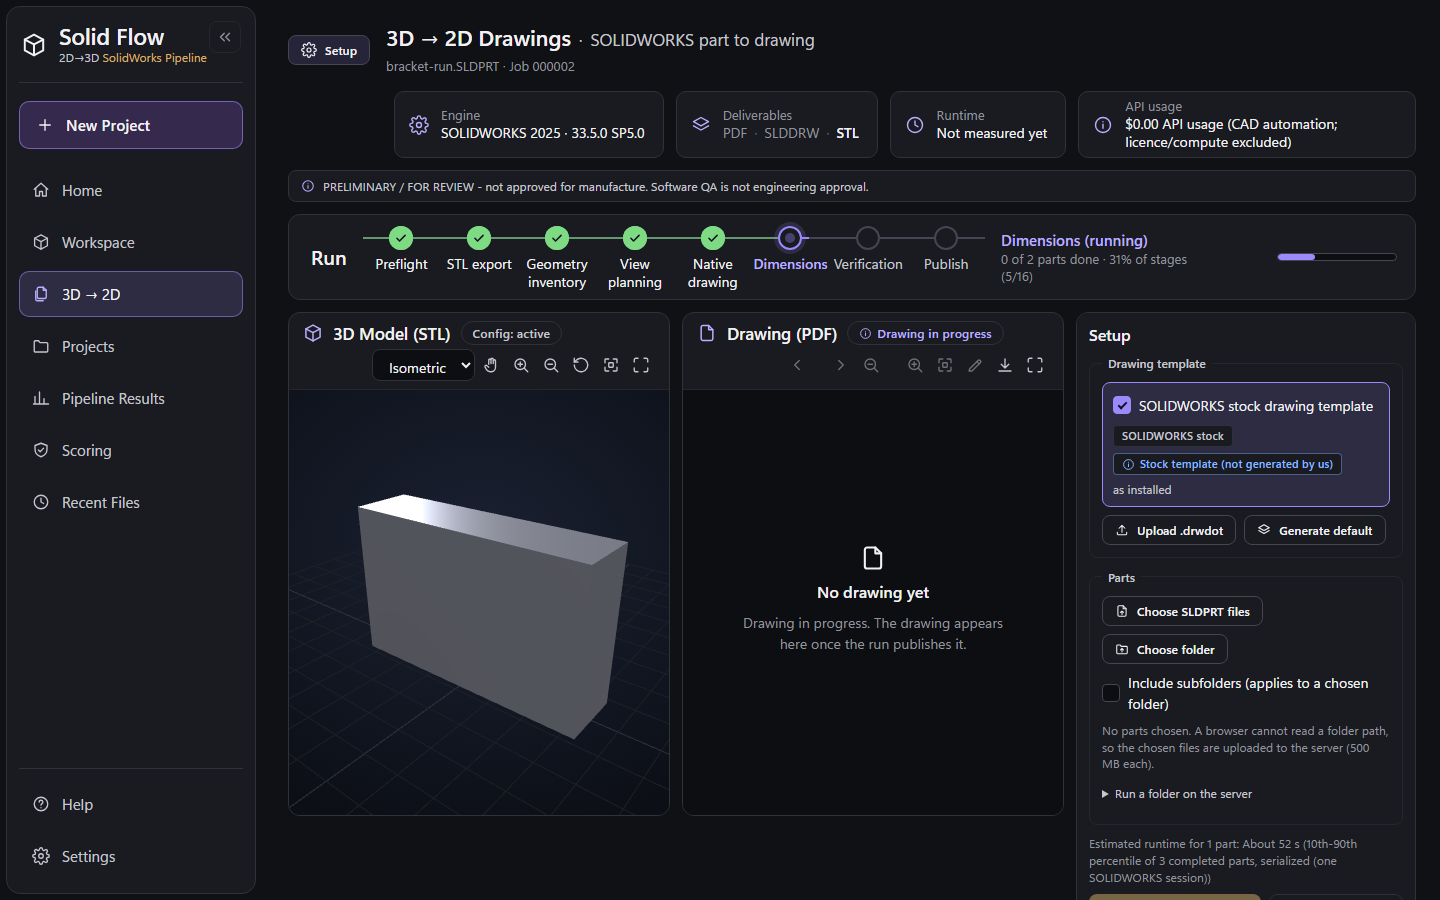 Solid Flow
2D→3D SolidWorks Pipeline
New Project
Home
Workspace
3D → 2D
Projects
Pipeline Results
Scoring
Recent Files
Help
Settings
Setup
3D → 2D Drawings · SOLIDWORKS part to drawing
bracket-run.SLDPRT · Job 000002
Engine
SOLIDWORKS 2025 · 33.5.0 SP5.0
Deliverables
PDF · SLDDRW · STL
Runtime
Not measured yet
API usage
$0.00 API usage (CAD automation;
licence/compute excluded)
PRELIMINARY / FOR REVIEW - not approved for manufacture. Software QA is not engineering approval.
Run
Preflight
STL export
Geometry
inventory
View
planning
Native
drawing
Dimensions
Verification
Publish
Dimensions (running)
0 of 2 parts done · 31% of stages
(5/16)
3D Model (STL)
Config: active
Isometric
Drawing (PDF)
Drawing in progress
No drawing yet
Drawing in progress. The drawing appears
here once the run publishes it.
Setup
Drawing template
SOLIDWORKS stock drawing template
SOLIDWORKS stock
Stock template (not generated by us)
as installed
Upload .drwdot
Generate default
Parts
Choose SLDPRT files
Choose folder
Include subfolders (applies to a chosen
folder)
No parts chosen. A browser cannot read a folder path,
so the chosen files are uploaded to the server (500
MB each).
Run a folder on the server
Estimated runtime for 1 part: About 52 s (10th-90th
percentile of 3 completed parts, serialized (one
SOLIDWORKS session))